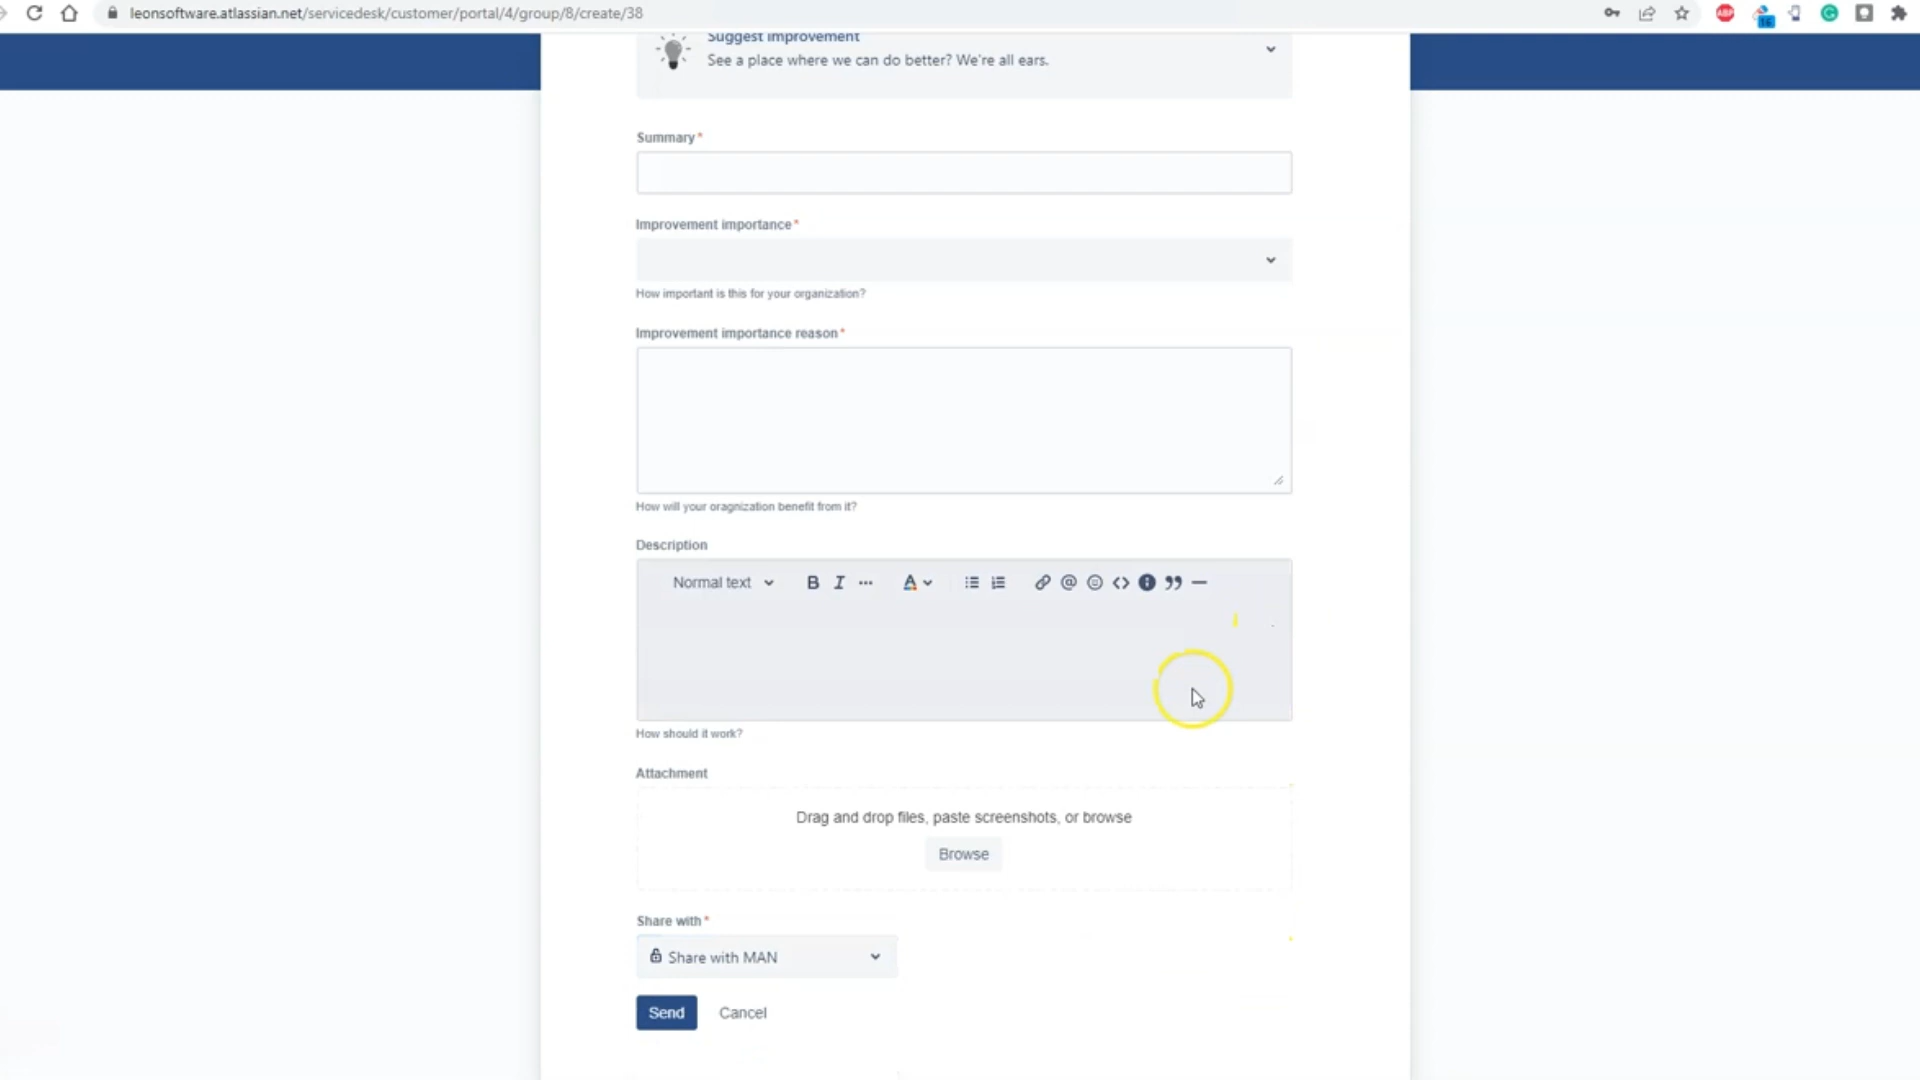 leonsoftware.atlassian.net/servicedesk/customer/portal/4/group/8/create/38
ABP
16
Suggest improvement
See a place where we can do better? We're all ears.
Summary*
Improvement importance*
How important is this for your organization?
Improvement importance reason*
How will your oragnization benefit from it?
Description
Normal text
B I ... A
How should it work?
Attachment
Drag and drop files, paste screenshots, or browse
Browse
Share with*
Share with MAN
Send Cancel